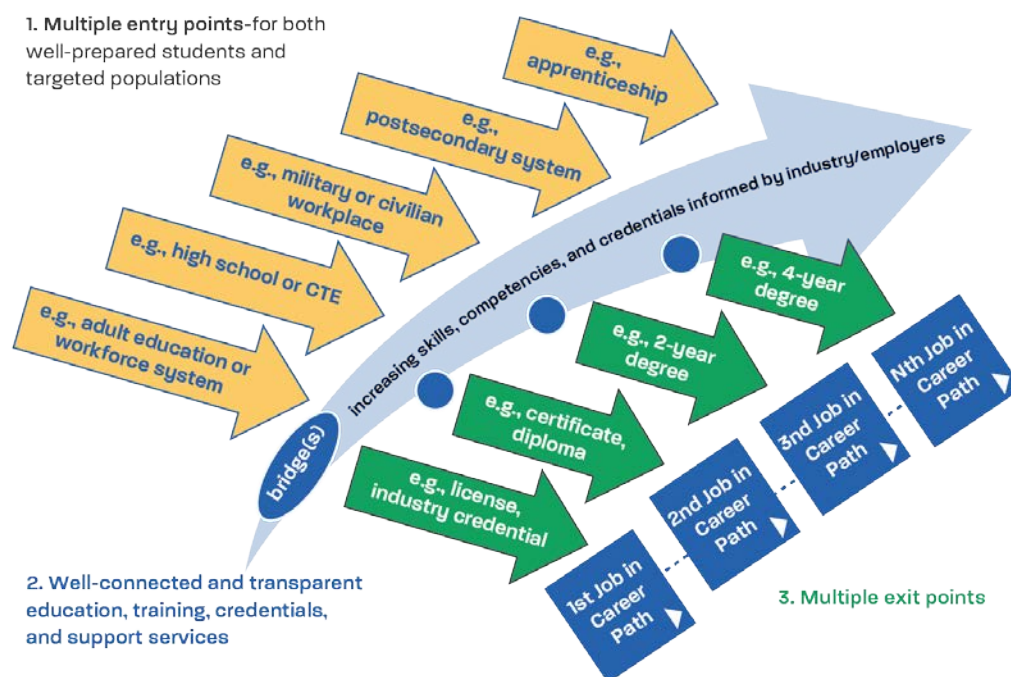 1. Multiple entry points-for both
well-prepared students and
targeted populations
e.g.,
apprenticeship
e.g.,
postsecondary system
e.g., military or civilian
workplace
e.g., high school or CTE
e.g., adult education or
workforce system
increasing skills, competencies, and credentials informed by industry/employers
bridge(s)
e.g., 4-year
degree
e.g., 2-year
degree
e.g., certificate,
diploma
e.g., license,
industry credential
1st Job in
Career
Path
2nd Job in
Career
Path
3nd Job in
Career
Path
Nth Job in
Career
Path
2. Well-connected and transparent
education, training, credentials,
and support services
3. Multiple exit points